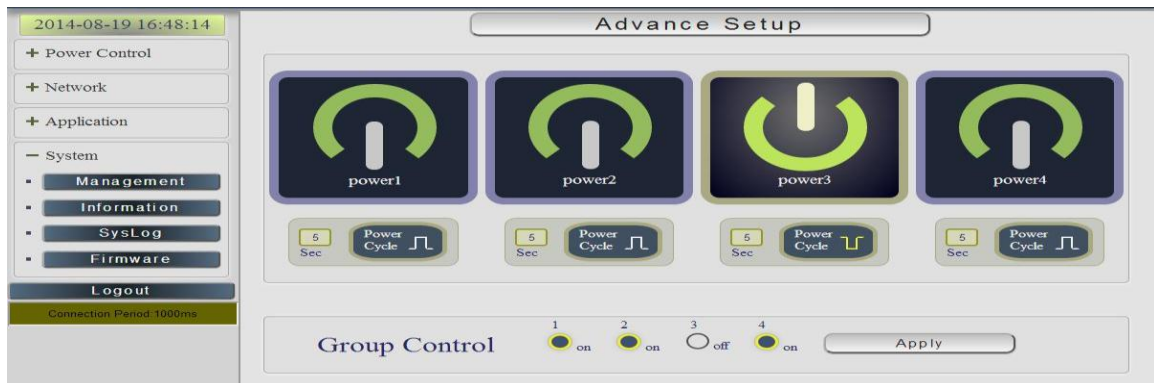 2014-08-19 16:48:14
+ Power Control
+ Network
+ Application
− System
Management
Information
SysLog
Firmware
Logout
Connection Period:1000ms
Advance Setup
power1
power2
power3
power4
5 Sec Power Cycle
5 Sec Power Cycle
5 Sec Power Cycle
5 Sec Power Cycle
1 2 3 4
Group Control on on off on Apply